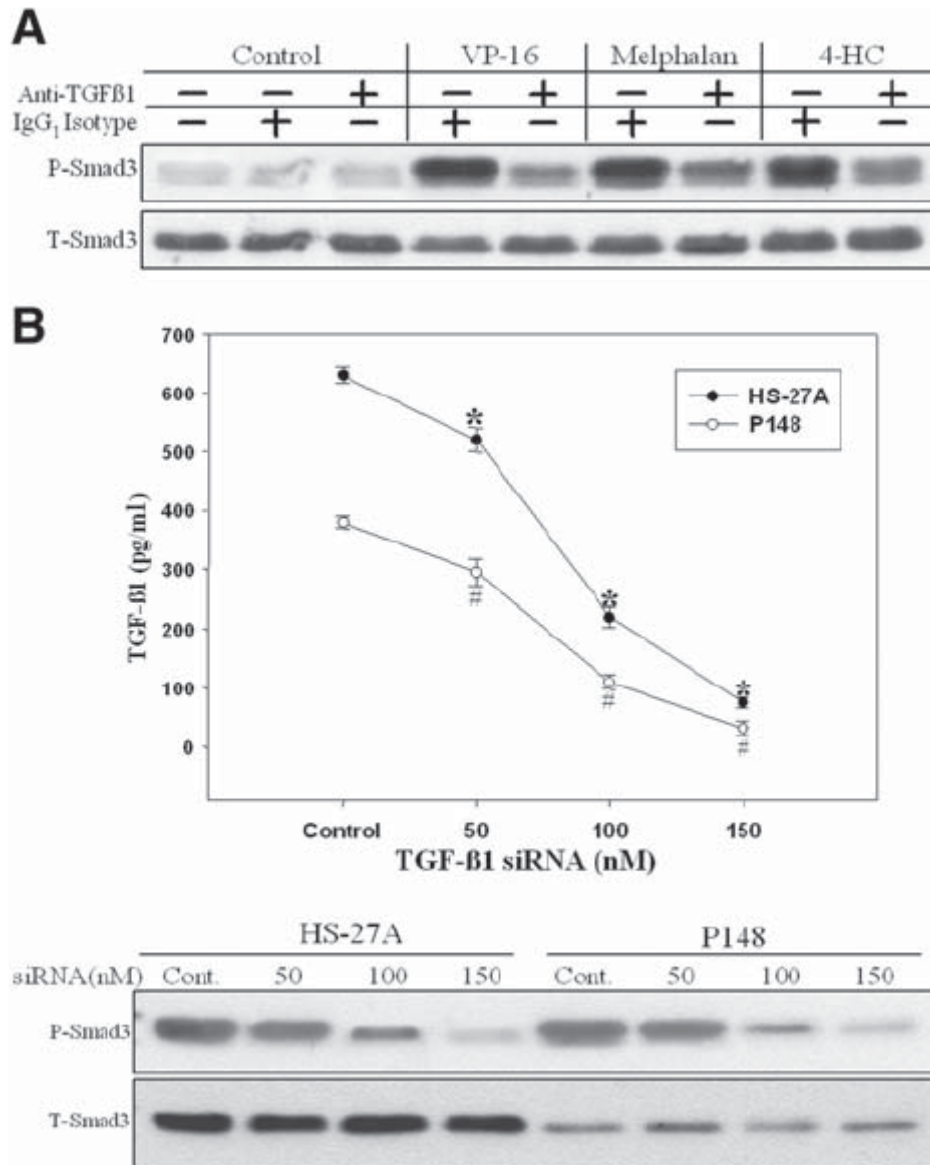 A
Control VP-16 Melphalan 4-HC
Anti-TGFß1 − − + − + − + − +
IgG₁ Isotype − + − + − + − + −
P-Smad3
T-Smad3
B
700
600
500
400
300
200
100
0
TGF-ß1 (pg/ml)
HS-27A
P148
* * *
# # #
Control 50 100 150
TGF-ß1 siRNA (nM)
HS-27A P148
siRNA(nM) Cont. 50 100 150 Cont. 50 100 150
P-Smad3
T-Smad3